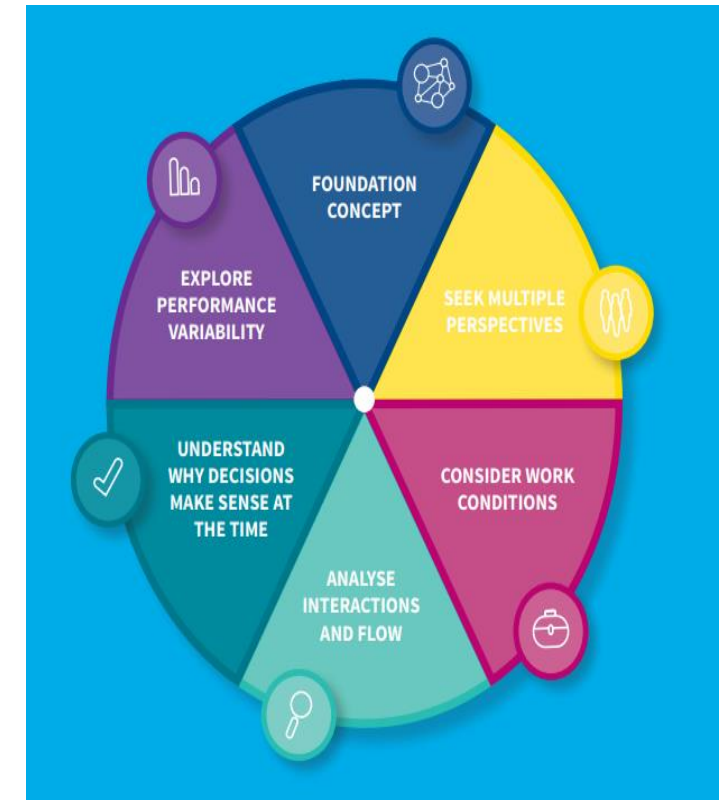 FOUNDATION
CONCEPT
SEEK MULTIPLE
PERSPECTIVES
CONSIDER WORK
CONDITIONS
ANALYSE
INTERACTIONS
AND FLOW
UNDERSTAND
WHY DECISIONS
MAKE SENSE AT
THE TIME
EXPLORE
PERFORMANCE
VARIABILITY